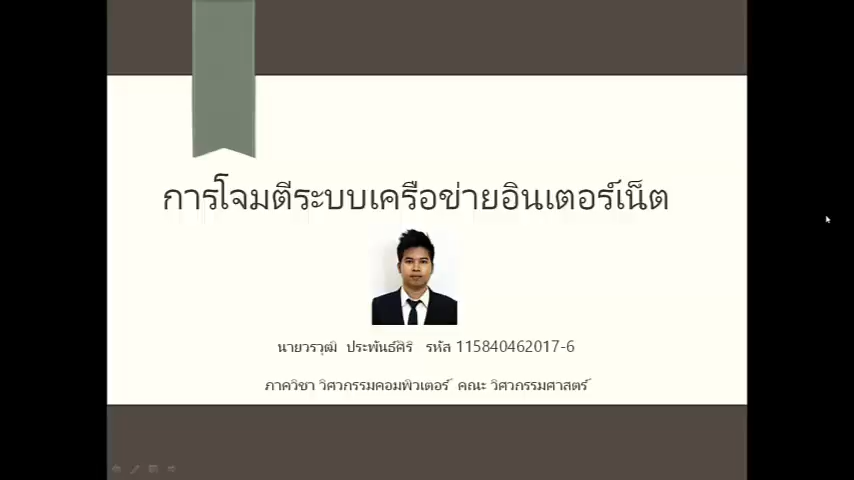 การโจมตีระบบเครือข่ายอินเตอร์เน็ต
นายวรวุฒิ ประพันธ์ศิริ รหัส 115840462017-6
ภาควิชา วิศวกรรมคอมพิวเตอร์ คณะ วิศวกรรมศาสตร์